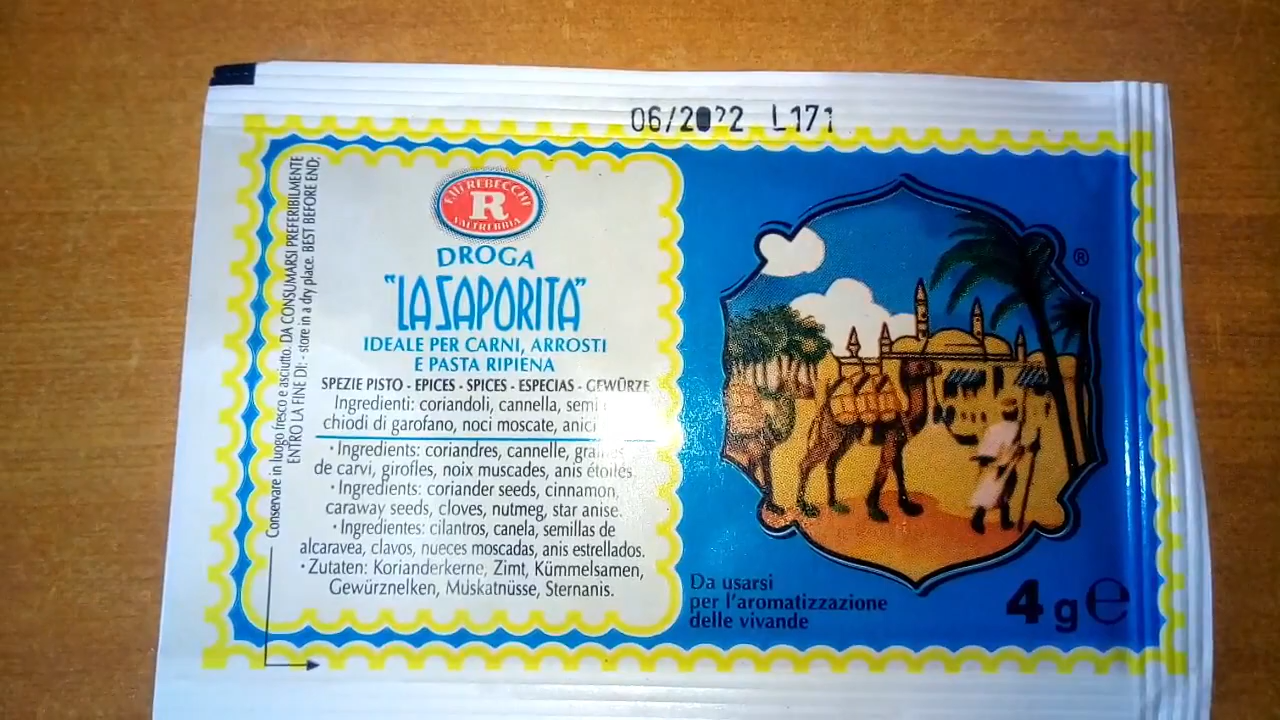 06/2022 L171
Conservare in luogo fresco e asciutto. DA CONSUMARSI PREFERIBILMENTE
ENTRO LA FINE DI: - store in a dry place. BEST BEFORE END:
F.LLI REBECCHI
R
VALTREBBIA
DROGA
"LA SAPORITA"
IDEALE PER CARNI, ARROSTI
E PASTA RIPIENA
SPEZIE PISTO - EPICES - SPICES - ESPECIAS - GEWÜRZE
Ingredienti: coriandoli, cannella, semi
chiodi di garofano, noci moscate, anici
• Ingredients: coriandres, cannelle, graines
de carvi, girofles, noix muscades, anis étoilés.
• Ingredients: coriander seeds, cinnamon,
caraway seeds, cloves, nutmeg, star anise.
• Ingredientes: cilantros, canela, semillas de
alcaravea, clavos, nueces moscadas, anis estrellados.
• Zutaten: Korianderkerne, Zimt, Kümmelsamen,
Gewürznelken, Muskatnüsse, Sternanis.
®
Da usarsi
per l'aromatizzazione
delle vivande
4 g e